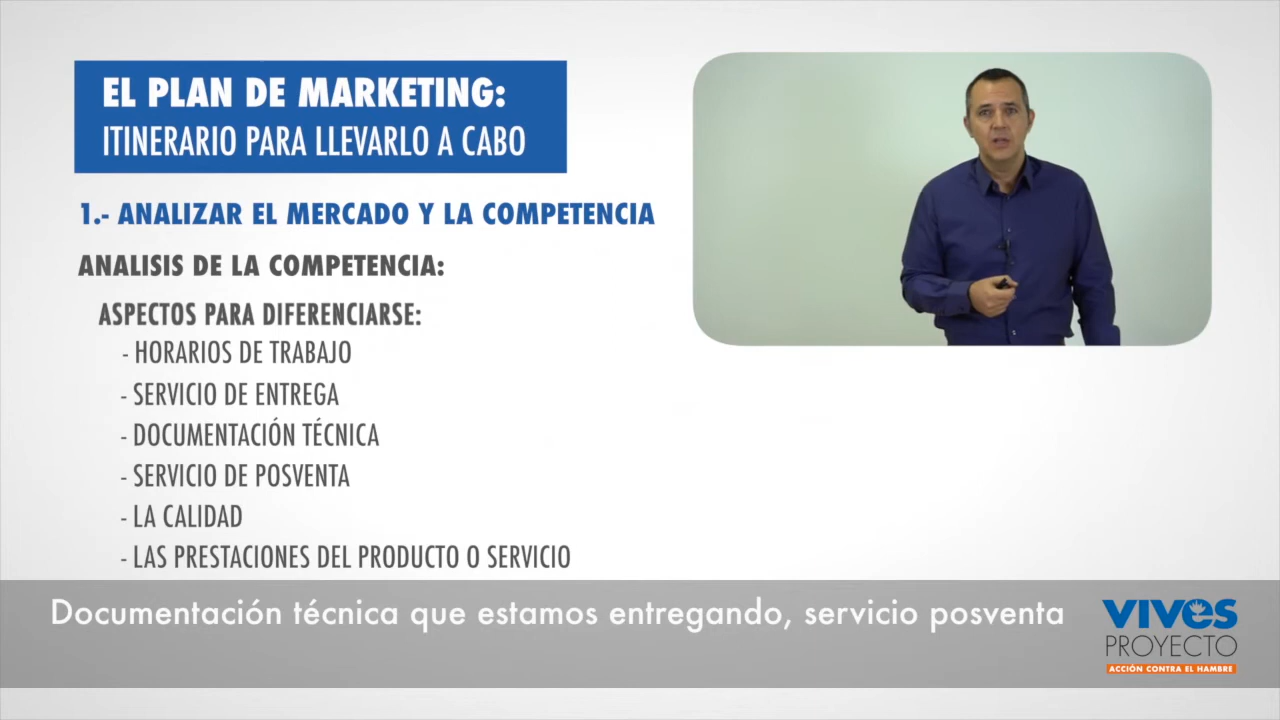 EL PLAN DE MARKETING:
ITINERARIO PARA LLEVARLO A CABO
1.- ANALIZAR EL MERCADO Y LA COMPETENCIA
ANALISIS DE LA COMPETENCIA:
ASPECTOS PARA DIFERENCIARSE:
- HORARIOS DE TRABAJO
- SERVICIO DE ENTREGA
- DOCUMENTACIÓN TÉCNICA
- SERVICIO DE POSVENTA
- LA CALIDAD
- LAS PRESTACIONES DEL PRODUCTO O SERVICIO
Documentación técnica que estamos entregando, servicio posventa
VIVES
PROYECTO
ACCIÓN CONTRA EL HAMBRE